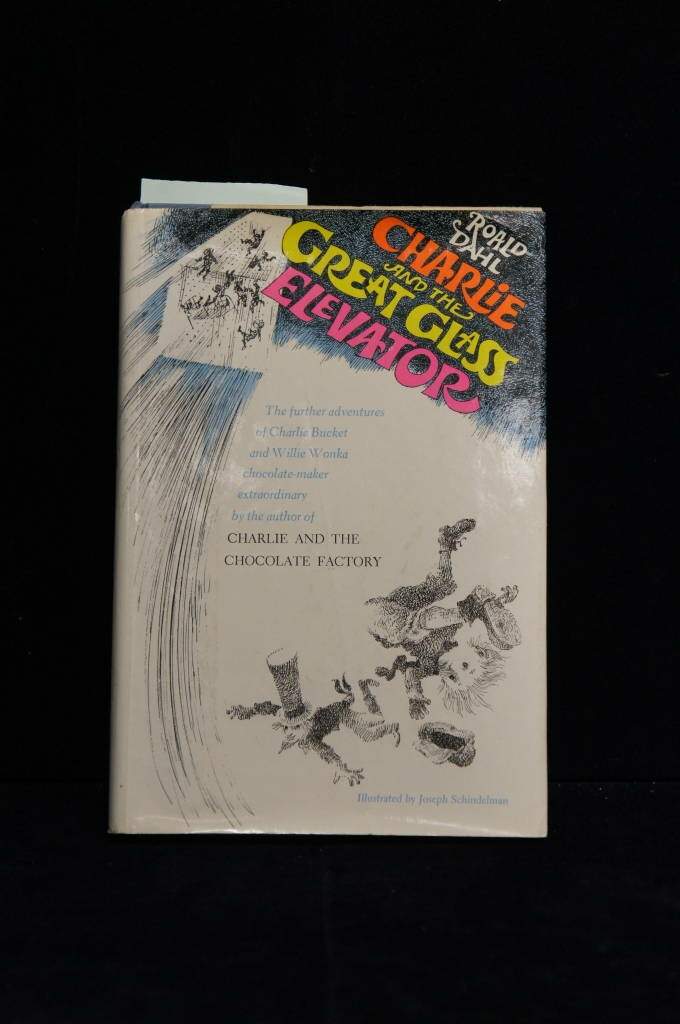 ROALD
DAHL
CHARLIE
AND THE
GREAT GLASS
ELEVATOR
The further adventures
of Charlie Bucket
and Willie Wonka
chocolate-maker
extraordinary
by the author of
CHARLIE AND THE
CHOCOLATE FACTORY
Illustrated by Joseph Schindelman